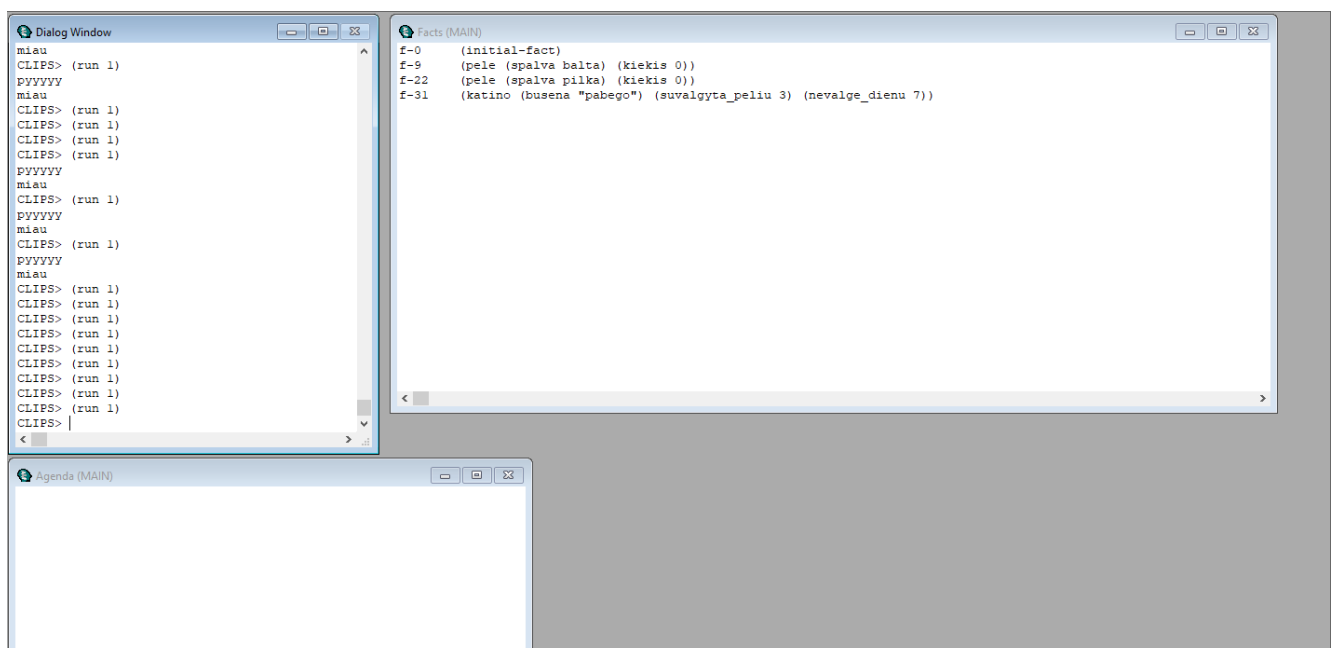 Dialog Window
miau
CLIPS> (run 1)
pyyyyy
miau
CLIPS> (run 1)
CLIPS> (run 1)
CLIPS> (run 1)
CLIPS> (run 1)
pyyyyy
miau
CLIPS> (run 1)
pyyyyy
miau
CLIPS> (run 1)
pyyyyy
miau
CLIPS> (run 1)
CLIPS> (run 1)
CLIPS> (run 1)
CLIPS> (run 1)
CLIPS> (run 1)
CLIPS> (run 1)
CLIPS> (run 1)
CLIPS> (run 1)
CLIPS> (run 1)
CLIPS>
Facts (MAIN)
f-0 (initial-fact)
f-9 (pele (spalva balta) (kiekis 0))
f-22 (pele (spalva pilka) (kiekis 0))
f-31 (katino (busena "pabego") (suvalgyta_peliu 3) (nevalge_dienu 7))
Agenda (MAIN)